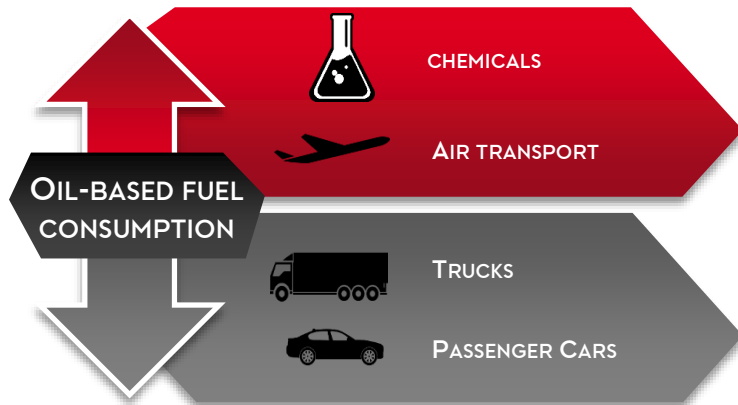 CHEMICALS
AIR TRANSPORT
OIL-BASED FUEL
CONSUMPTION
TRUCKS
PASSENGER CARS